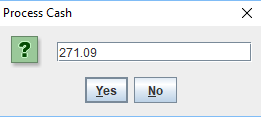 Process Cash
?
271.09
Yes No